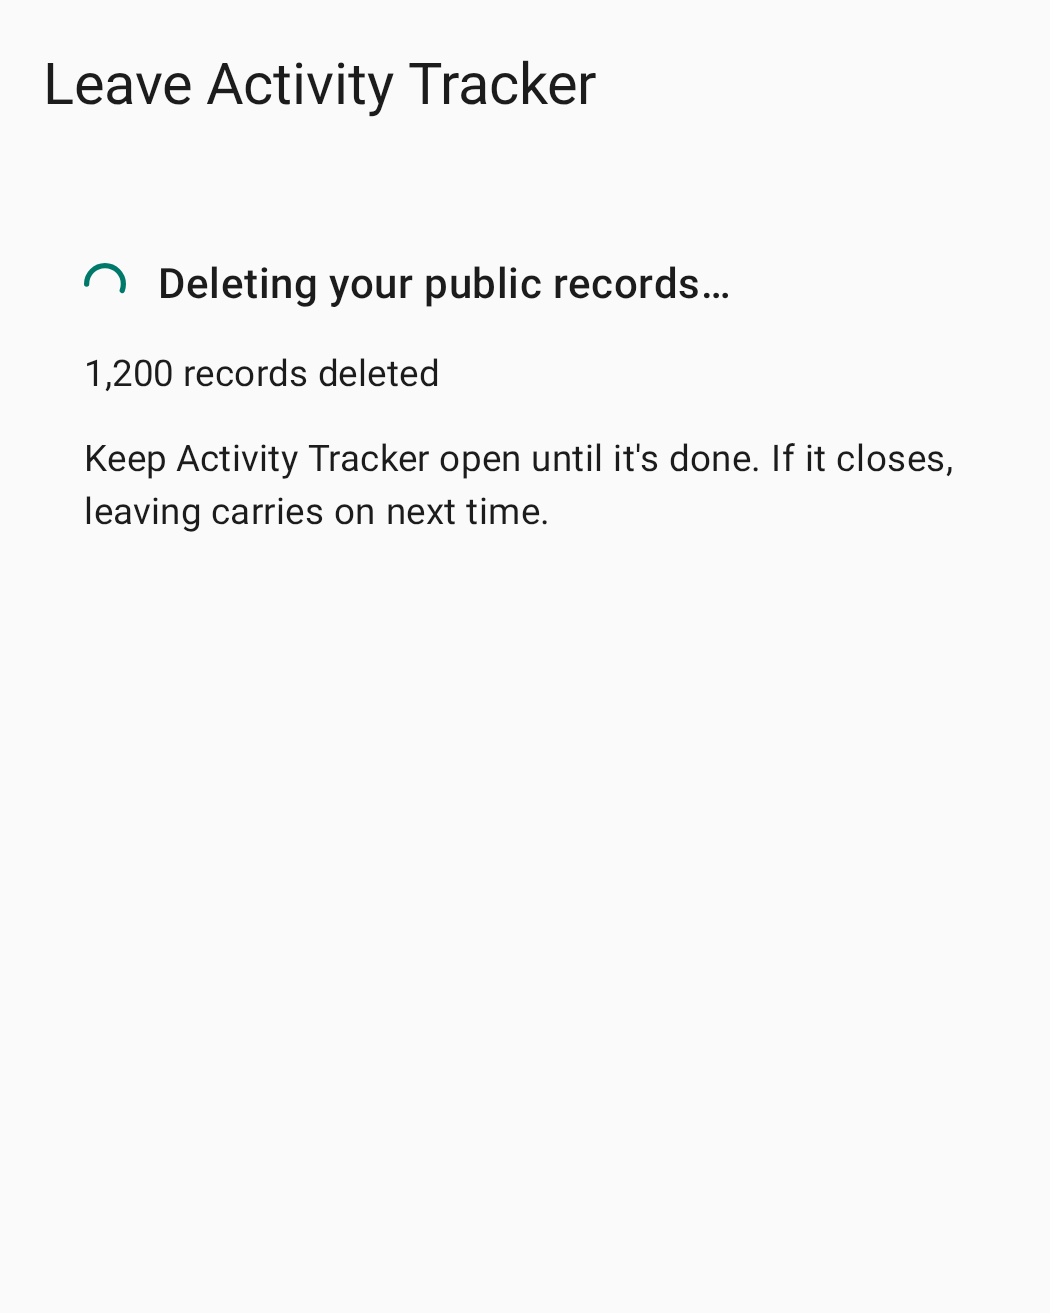 Leave Activity Tracker
Deleting your public records…
1,200 records deleted
Keep Activity Tracker open until it's done. If it closes,
leaving carries on next time.